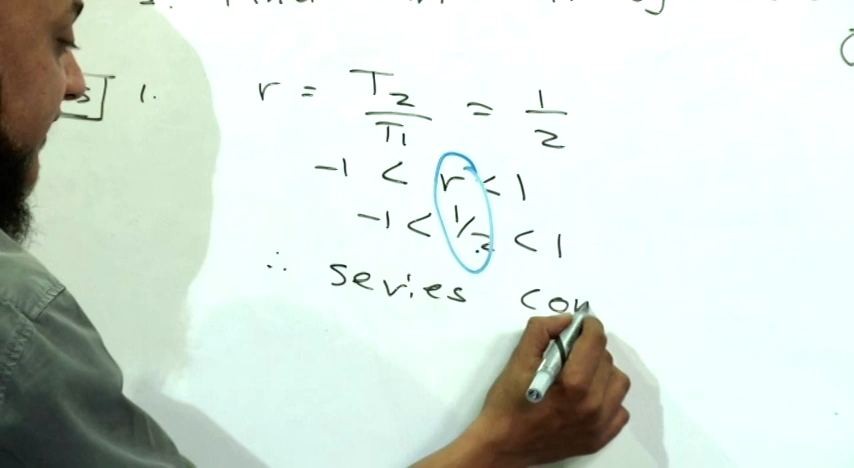 1. r = T₂/T₁ = 1/2
-1 < r < 1
-1 < 1/2 < 1
∴ series con